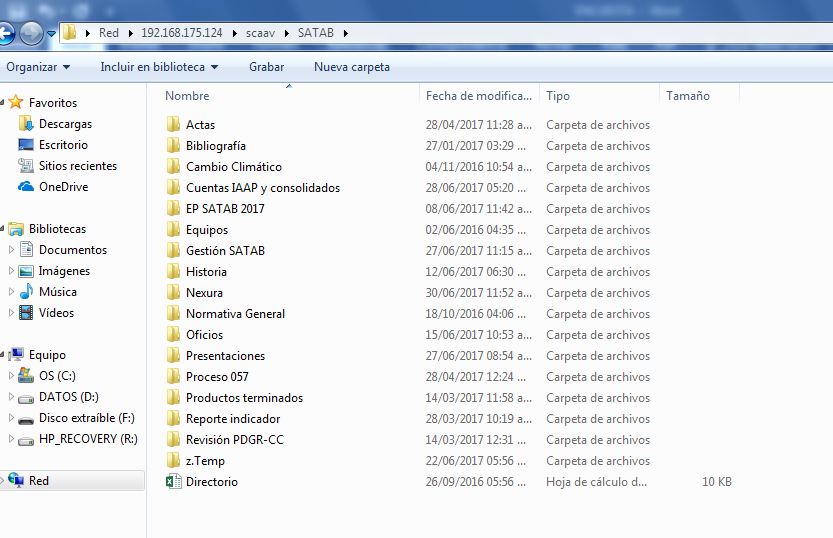 Red 192.168.175.124 scaav SATAB
Organizar Incluir en biblioteca Grabar Nueva carpeta
Nombre Fecha de modifica... Tipo Tamaño
Favoritos
Descargas
Escritorio
Sitios recientes
OneDrive
Bibliotecas
Documentos
Imágenes
Música
Vídeos
Equipo
OS (C:)
DATOS (D:)
Disco extraíble (F:)
HP_RECOVERY (R:)
Red
Actas 28/04/2017 11:28 a... Carpeta de archivos
Bibliografía 27/01/2017 03:29 ... Carpeta de archivos
Cambio Climático 04/11/2016 10:54 a... Carpeta de archivos
Cuentas IAAP y consolidados 28/06/2017 05:20 ... Carpeta de archivos
EP SATAB 2017 08/06/2017 11:42 a... Carpeta de archivos
Equipos 02/06/2016 04:35 ... Carpeta de archivos
Gestión SATAB 27/06/2017 11:15 a... Carpeta de archivos
Historia 12/06/2017 06:30 ... Carpeta de archivos
Nexura 30/06/2017 11:52 a... Carpeta de archivos
Normativa General 18/10/2016 04:06 ... Carpeta de archivos
Oficios 15/06/2017 10:53 a... Carpeta de archivos
Presentaciones 27/06/2017 08:54 a... Carpeta de archivos
Proceso 057 28/04/2017 12:24 ... Carpeta de archivos
Productos terminados 14/03/2017 11:58 a... Carpeta de archivos
Reporte indicador 28/03/2017 10:19 a... Carpeta de archivos
Revisión PDGR-CC 14/03/2017 12:31 ... Carpeta de archivos
z.Temp 22/06/2017 05:56 ... Carpeta de archivos
Directorio 26/09/2016 05:56 ... Hoja de cálculo d... 10 KB